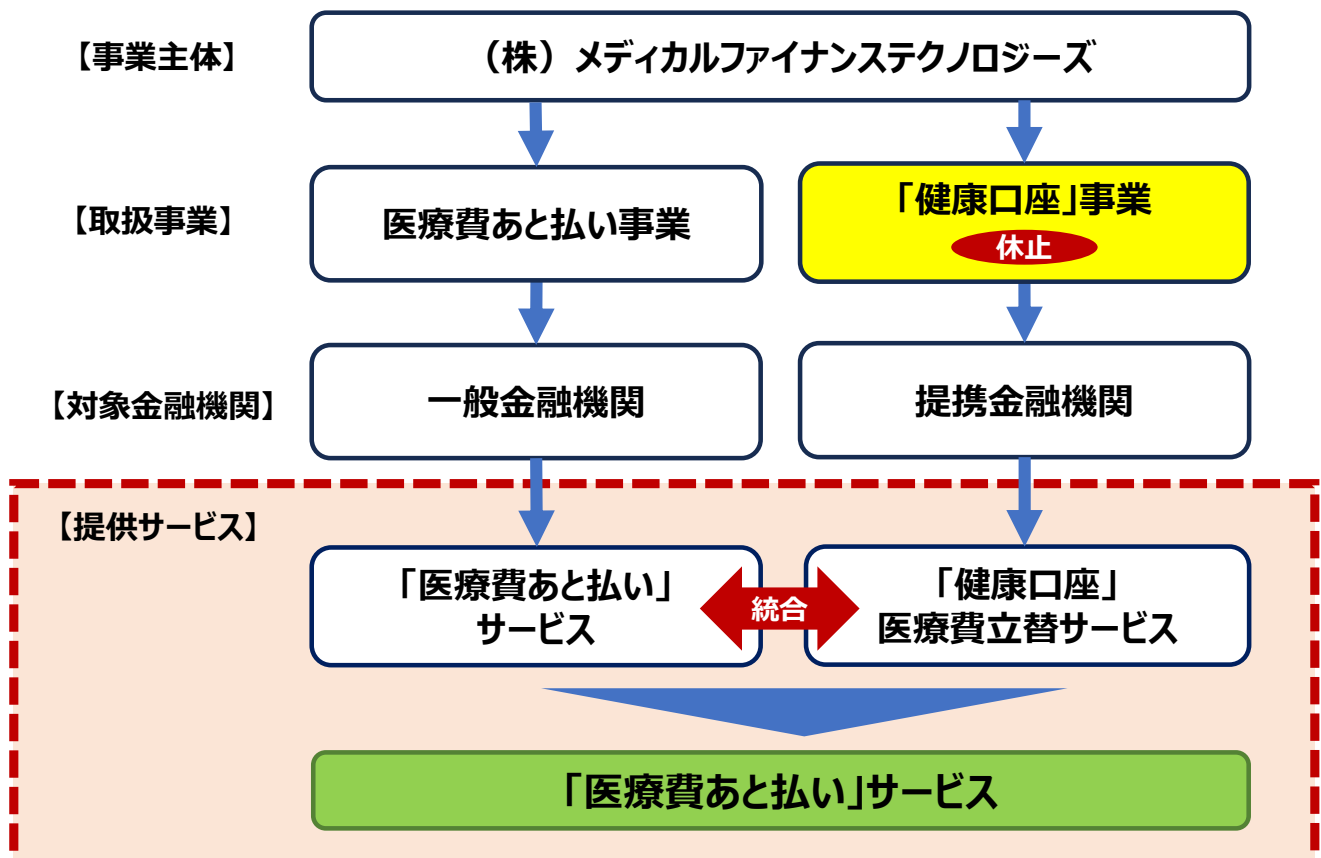 【事業主体】
（株）メディカルファイナンステクノロジーズ
【取扱事業】
医療費あと払い事業
「健康口座」事業
休止
【対象金融機関】
一般金融機関
提携金融機関
【提供サービス】
「医療費あと払い」
サービス
統合
「健康口座」
医療費立替サービス
「医療費あと払い」サービス